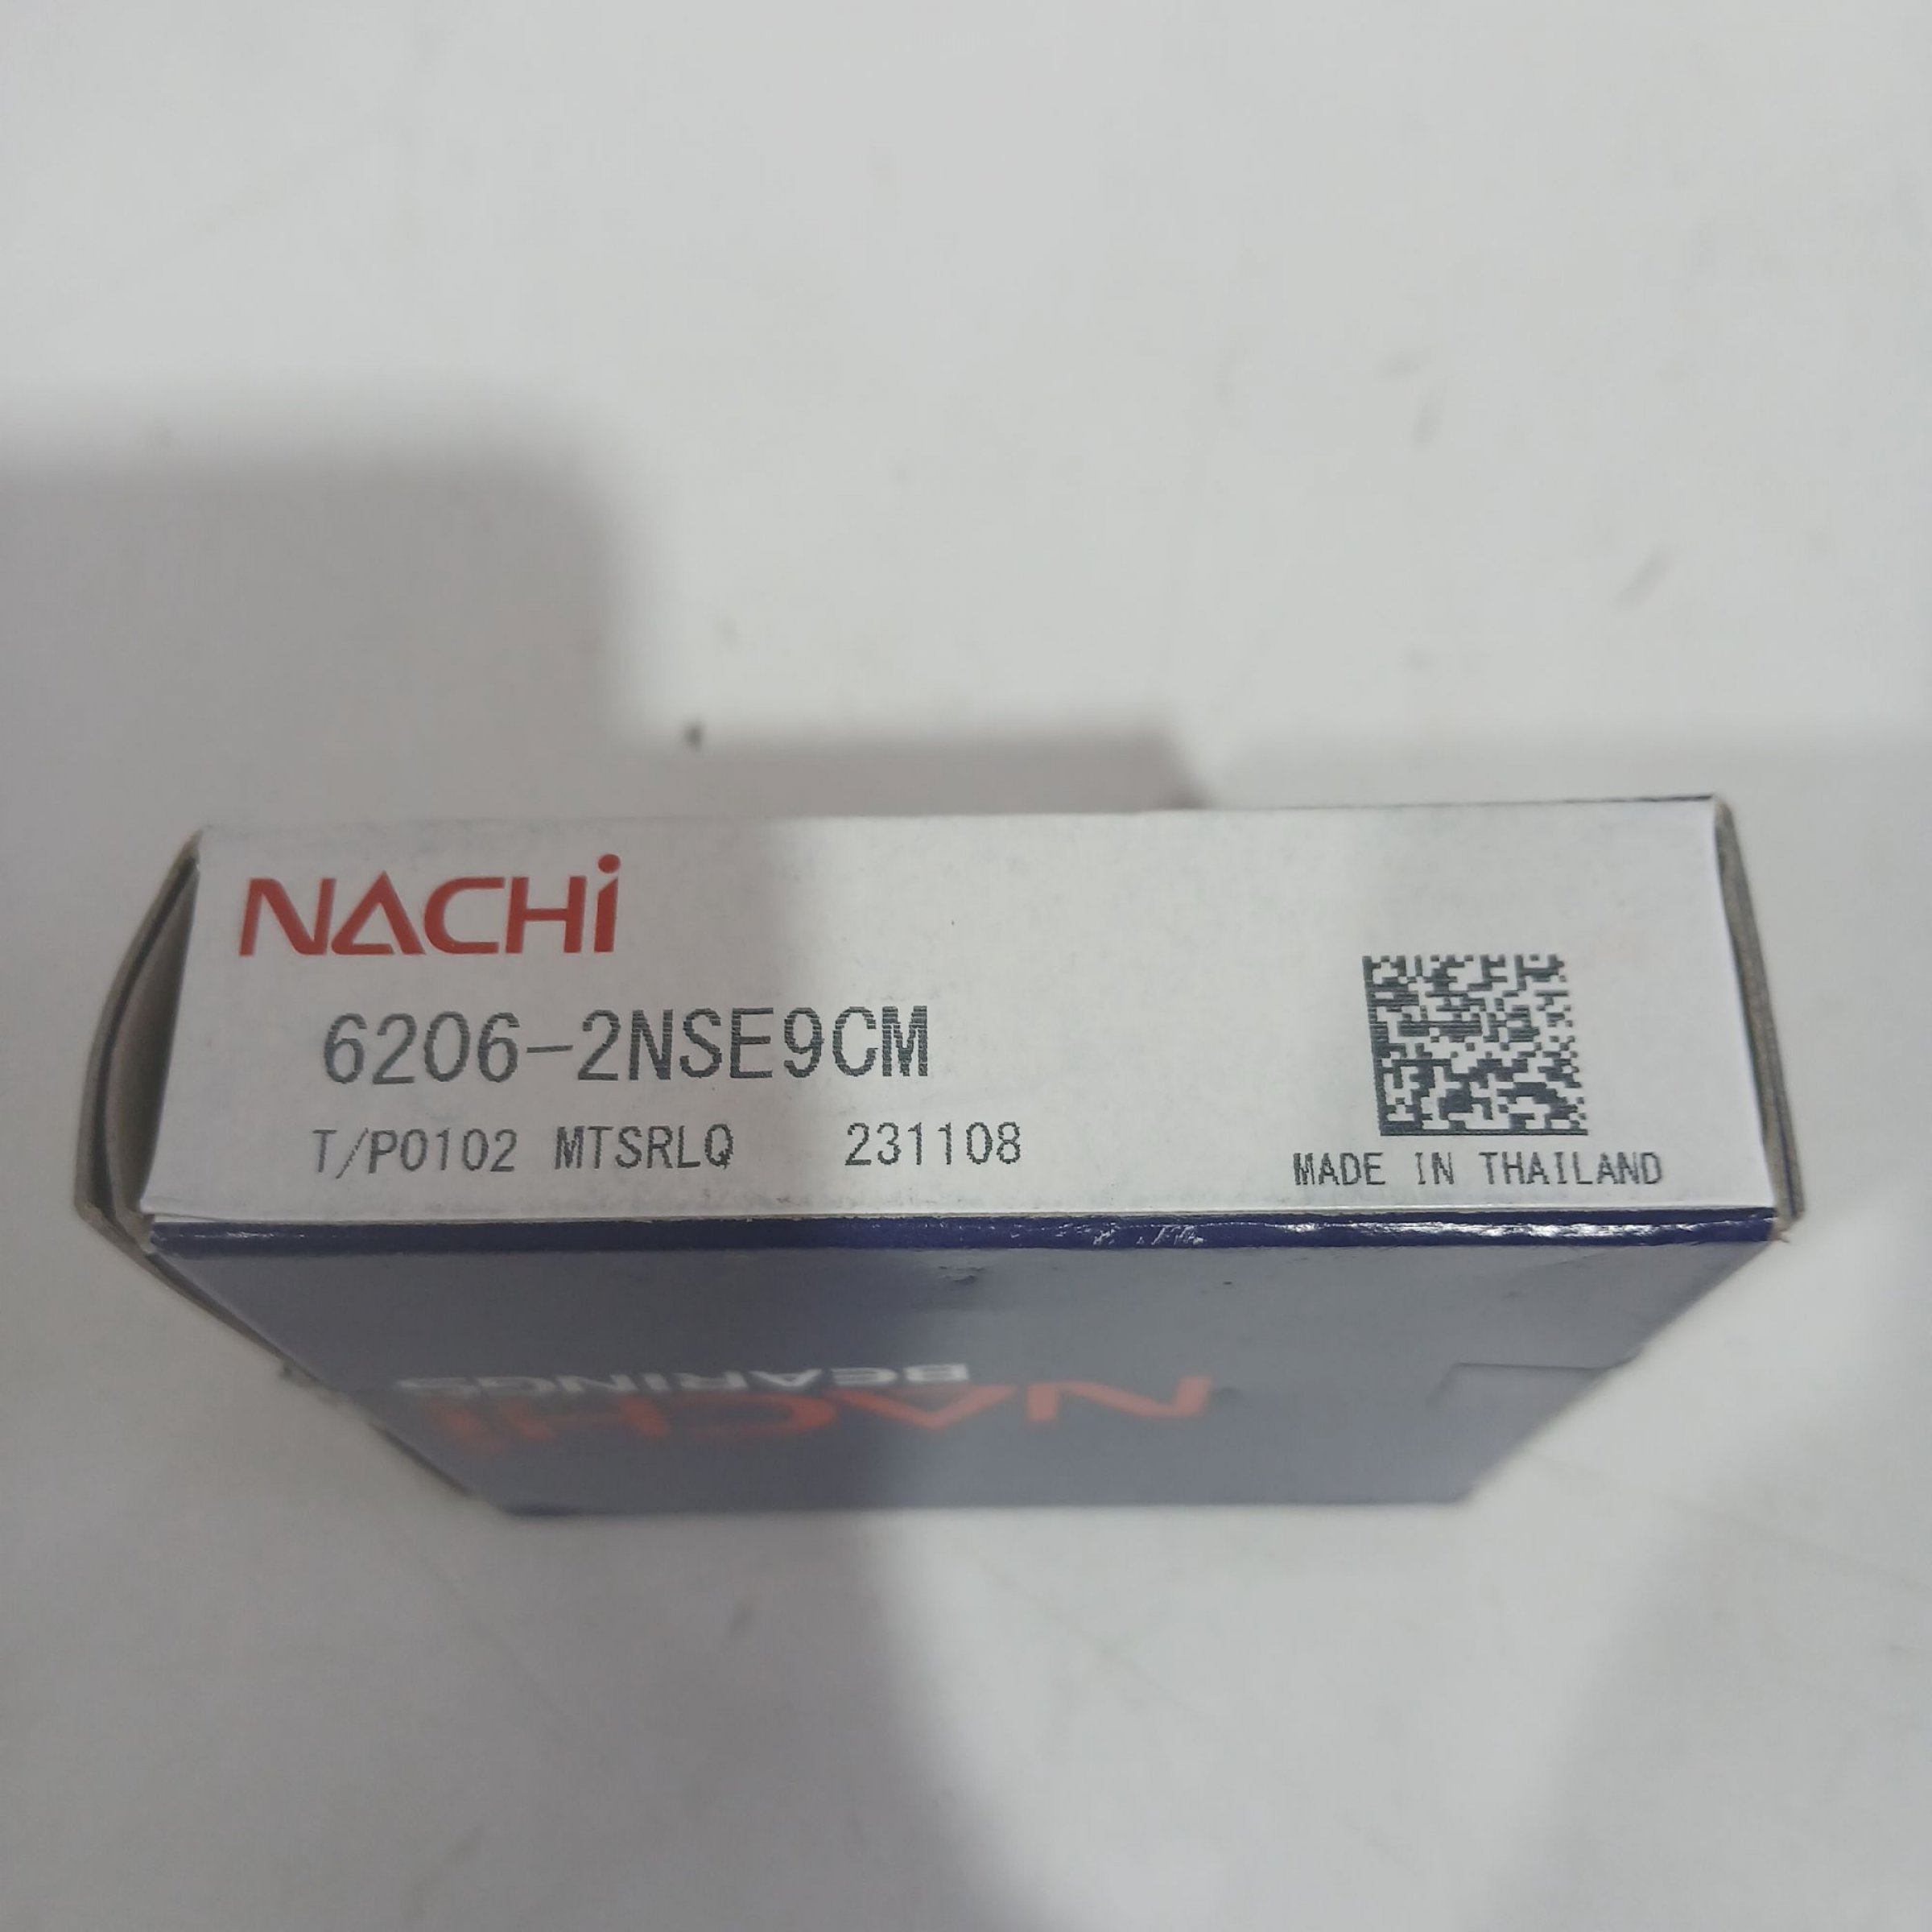 NACHi
6206-2NSE9CM
T/P0102 MTSRLQ 231108
MADE IN THAILAND
BEARINGS
NACHi